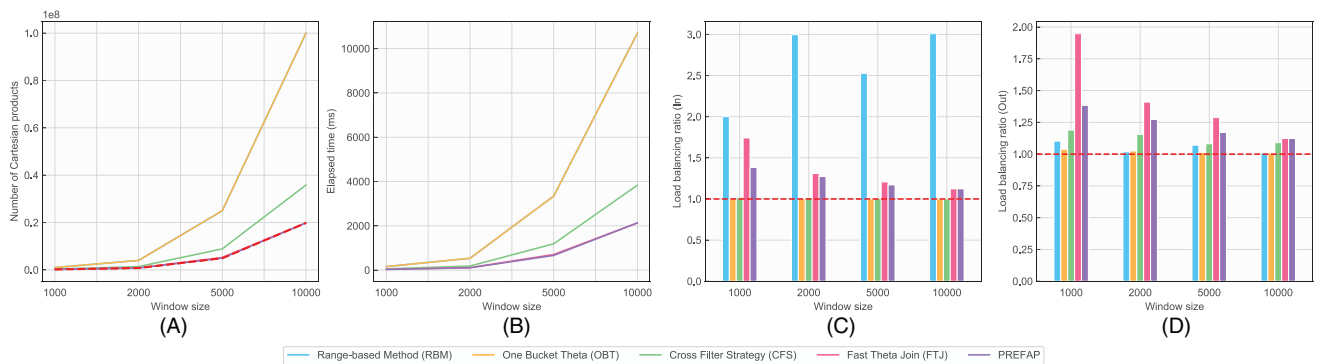 1e8
Number of Cartesian products
1.0
0.8
0.6
0.4
0.2
0.0
1000 2000 5000 10000
Window size
(A)
Elapsed time (ms)
10000
8000
6000
4000
2000
0
1000 2000 5000 10000
Window size
(B)
Load balancing ratio (In)
3.0
2.5
2.0
1.5
1.0
0.5
0.0
1000 2000 5000 10000
Window size
(C)
Load balancing ratio (Out)
2.00
1.75
1.50
1.25
1.00
0.75
0.50
0.25
0.00
1000 2000 5000 10000
Window size
(D)
Range-based Method (RBM) One Bucket Theta (OBT) Cross Filter Strategy (CFS) Fast Theta Join (FTJ) PREFAP